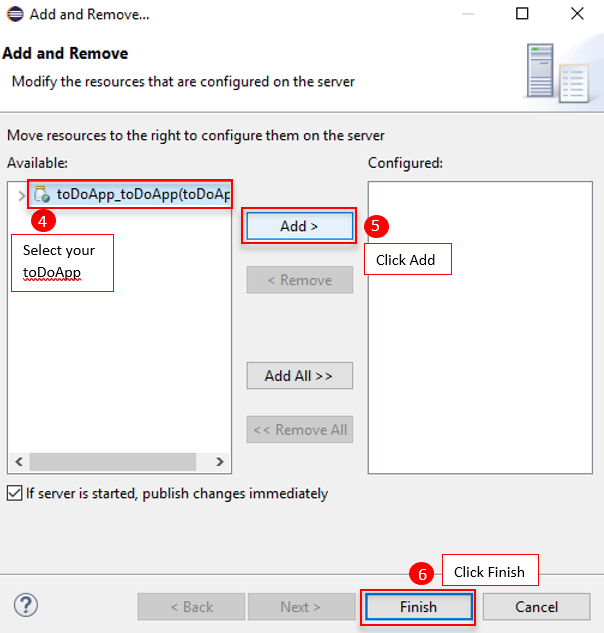 Add and Remove...
Add and Remove
Modify the resources that are configured on the server
Move resources to the right to configure them on the server
Available:
Configured:
toDoApp_toDoApp(toDoAp
4
Select your
toDoApp
Add >
5
Click Add
< Remove
Add All >>
<< Remove All
If server is started, publish changes immediately
6
Click Finish
?
< Back
Next >
Finish
Cancel